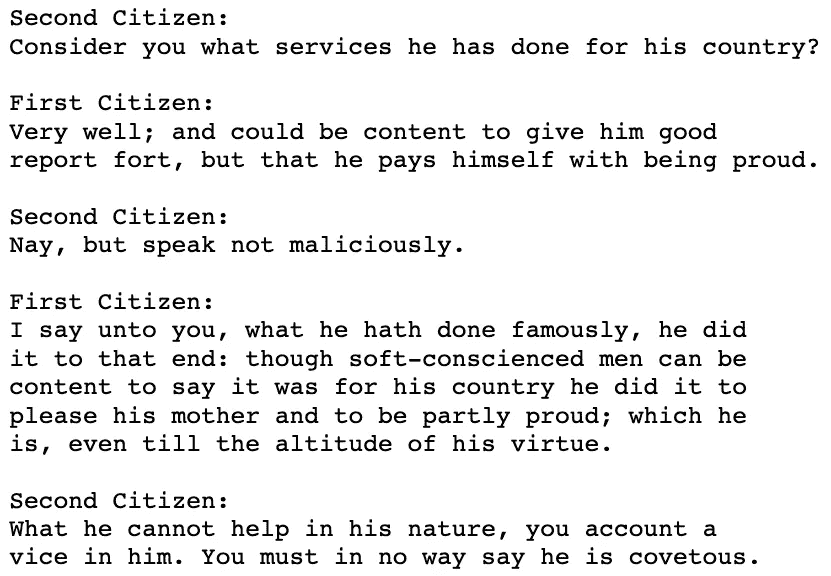 Second Citizen:
Consider you what services he has done for his country?
First Citizen:
Very well; and could be content to give him good
report fort, but that he pays himself with being proud.
Second Citizen:
Nay, but speak not maliciously.
First Citizen:
I say unto you, what he hath done famously, he did
it to that end: though soft-conscienced men can be
content to say it was for his country he did it to
please his mother and to be partly proud; which he
is, even till the altitude of his virtue.
Second Citizen:
What he cannot help in his nature, you account a
vice in him. You must in no way say he is covetous.